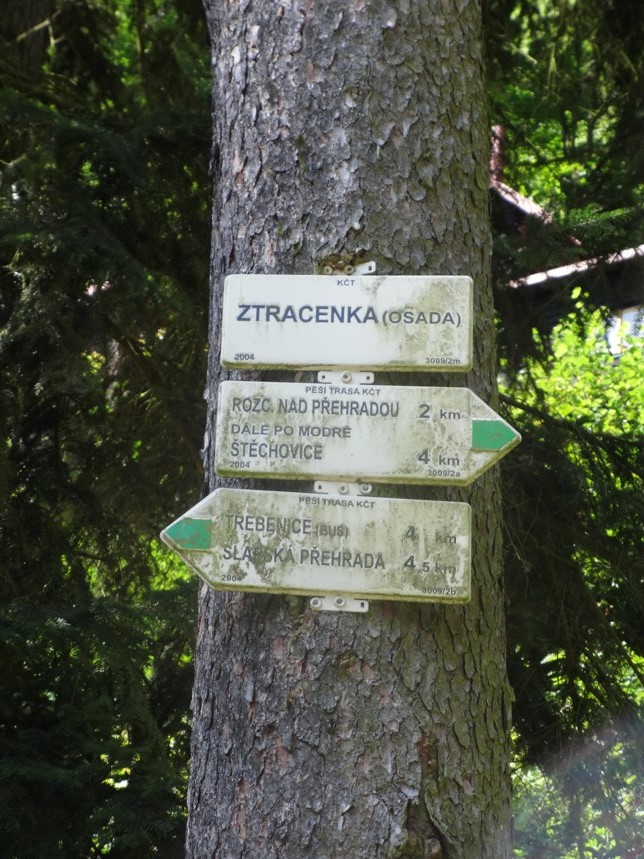 KČT
ZTRACENKA (OSADA)
2004 3009/2m
PĚŠÍ TRASA KČT
ROZC. NAD PŘEHRADOU 2 km
DÁLE PO MODRÉ
ŠTĚCHOVICE 4 km
2004 3009/2a
PĚŠÍ TRASA KČT
TŘEBENICE (BUS) 4 km
SLAPSKÁ PŘEHRADA 4,5 km
2004 3009/2b